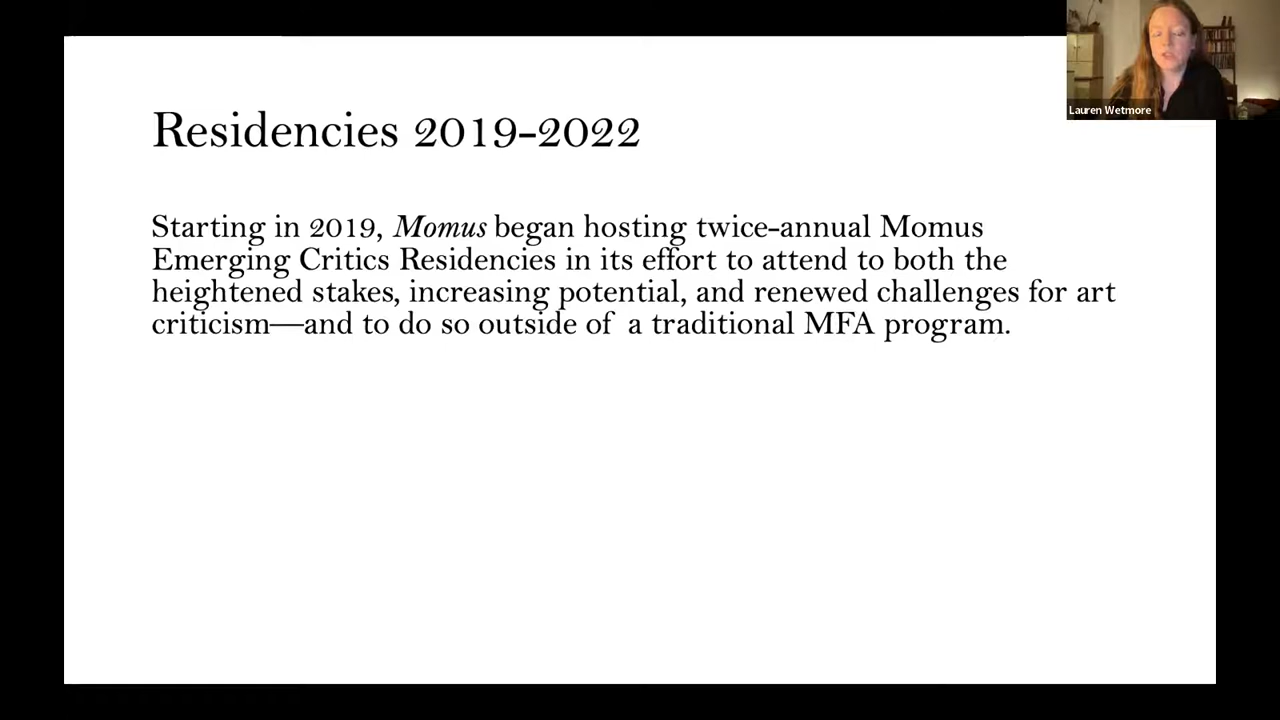 Residencies 2019-2022
Starting in 2019, Momus began hosting twice-annual Momus
Emerging Critics Residencies in its effort to attend to both the
heightened stakes, increasing potential, and renewed challenges for art
criticism—and to do so outside of a traditional MFA program.
Lauren Wetmore